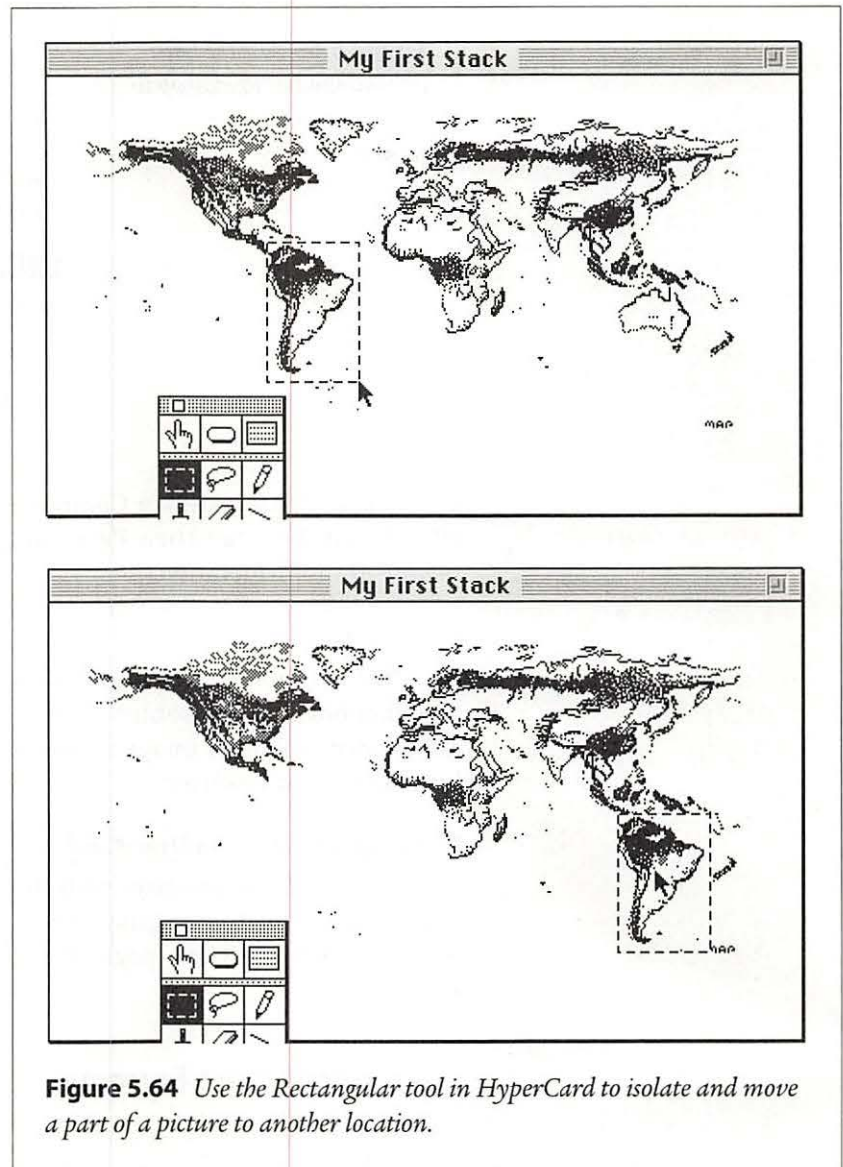 My First Stack
MAP
My First Stack
MAP
Figure 5.64 Use the Rectangular tool in HyperCard to isolate and move
a part of a picture to another location.